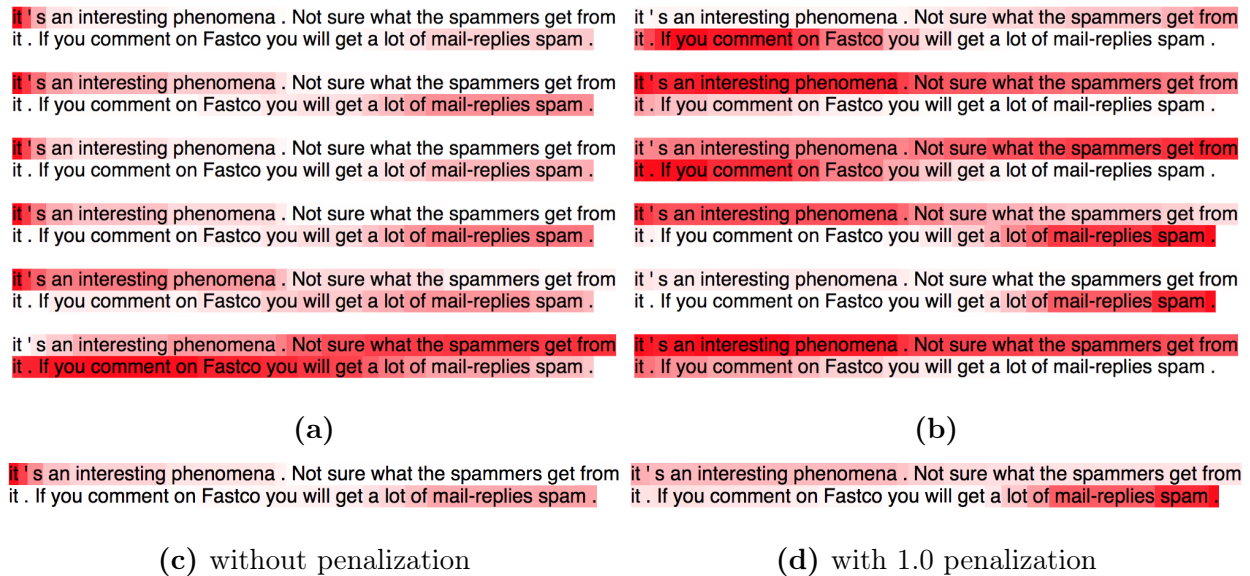 it ' s an interesting phenomena . Not sure what the spammers get from
it . If you comment on Fastco you will get a lot of mail-replies spam .
it ' s an interesting phenomena . Not sure what the spammers get from
it . If you comment on Fastco you will get a lot of mail-replies spam .
it ' s an interesting phenomena . Not sure what the spammers get from
it . If you comment on Fastco you will get a lot of mail-replies spam .
it ' s an interesting phenomena . Not sure what the spammers get from
it . If you comment on Fastco you will get a lot of mail-replies spam .
it ' s an interesting phenomena . Not sure what the spammers get from
it . If you comment on Fastco you will get a lot of mail-replies spam .
it ' s an interesting phenomena . Not sure what the spammers get from
it . If you comment on Fastco you will get a lot of mail-replies spam .
(a)
it ' s an interesting phenomena . Not sure what the spammers get from
it . If you comment on Fastco you will get a lot of mail-replies spam .
it ' s an interesting phenomena . Not sure what the spammers get from
it . If you comment on Fastco you will get a lot of mail-replies spam .
it ' s an interesting phenomena . Not sure what the spammers get from
it . If you comment on Fastco you will get a lot of mail-replies spam .
it ' s an interesting phenomena . Not sure what the spammers get from
it . If you comment on Fastco you will get a lot of mail-replies spam .
it ' s an interesting phenomena . Not sure what the spammers get from
it . If you comment on Fastco you will get a lot of mail-replies spam .
it ' s an interesting phenomena . Not sure what the spammers get from
it . If you comment on Fastco you will get a lot of mail-replies spam .
(b)
it ' s an interesting phenomena . Not sure what the spammers get from
it . If you comment on Fastco you will get a lot of mail-replies spam .
(c) without penalization
it ' s an interesting phenomena . Not sure what the spammers get from
it . If you comment on Fastco you will get a lot of mail-replies spam .
(d) with 1.0 penalization